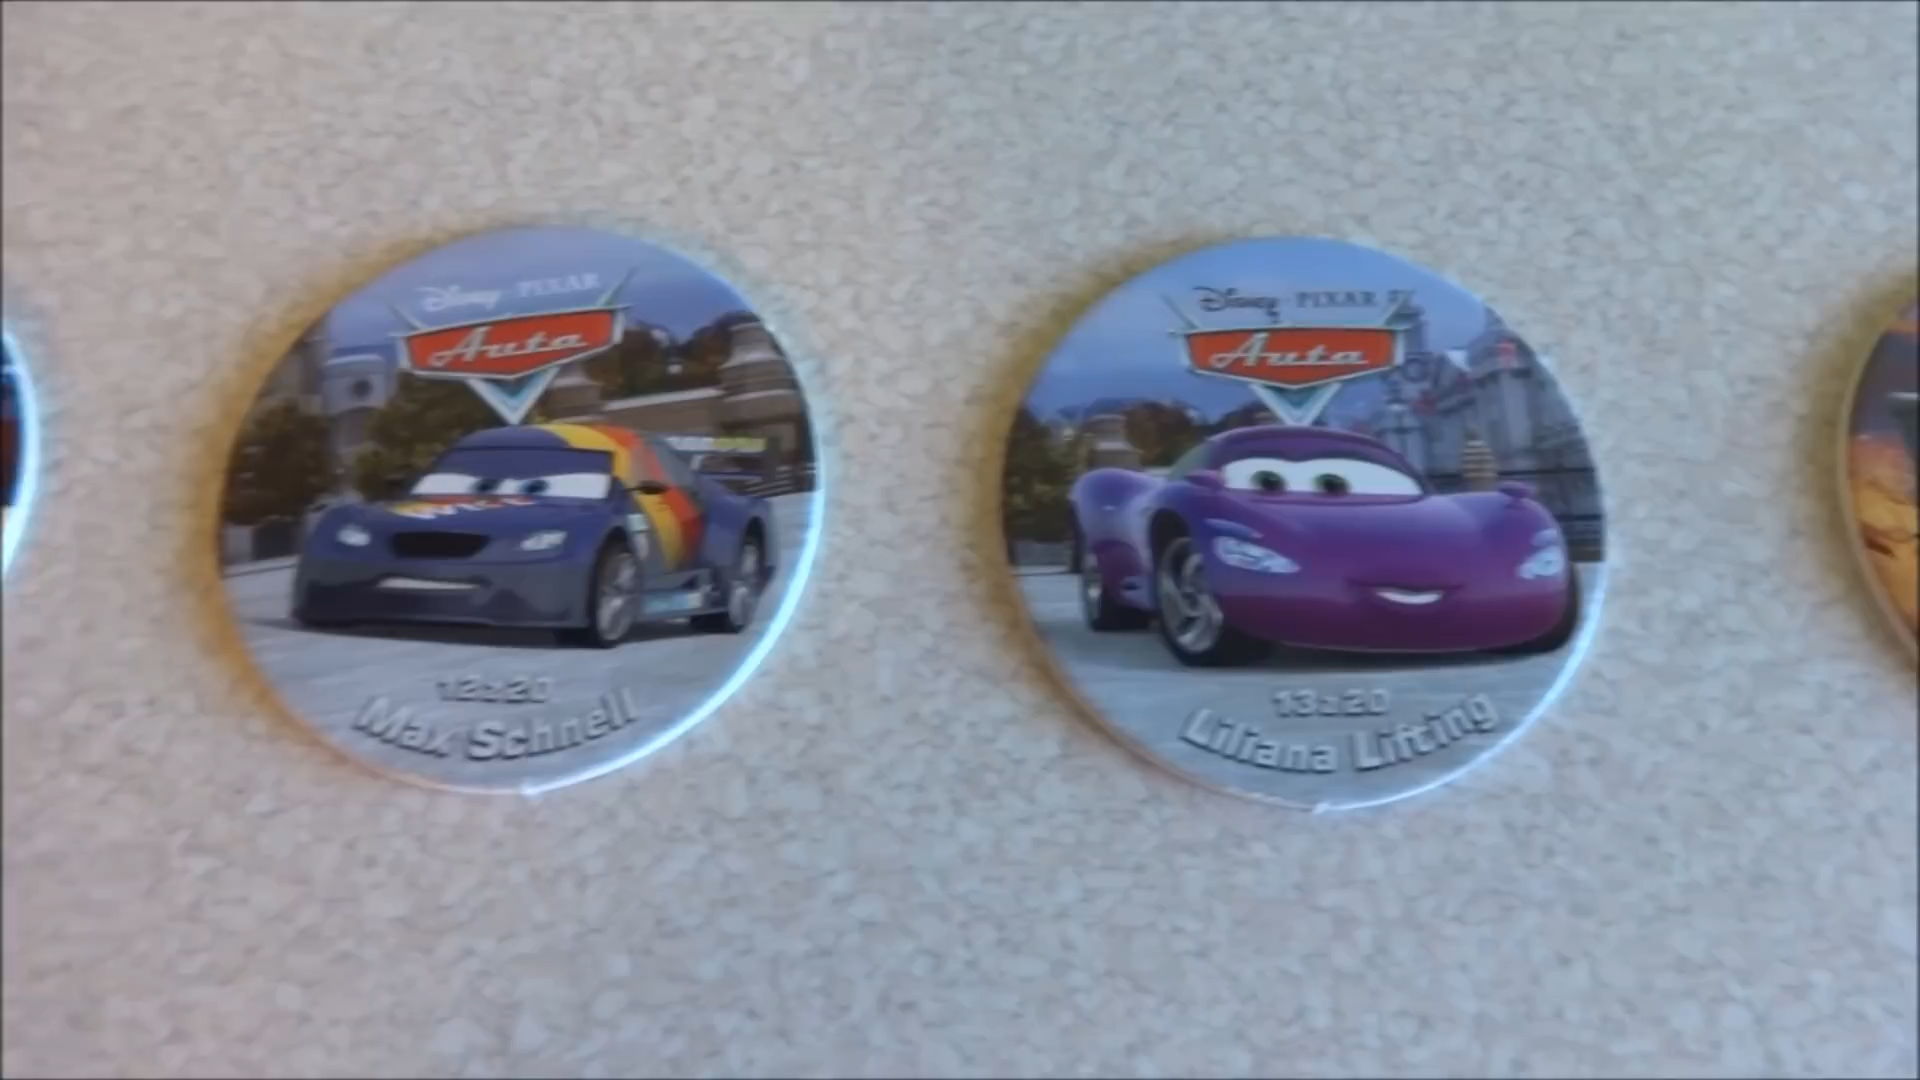 Disney · PIXAR
Auta
12z20
Max Schnell
Disney · PIXAR
Auta
13z20
Liliana Lifting